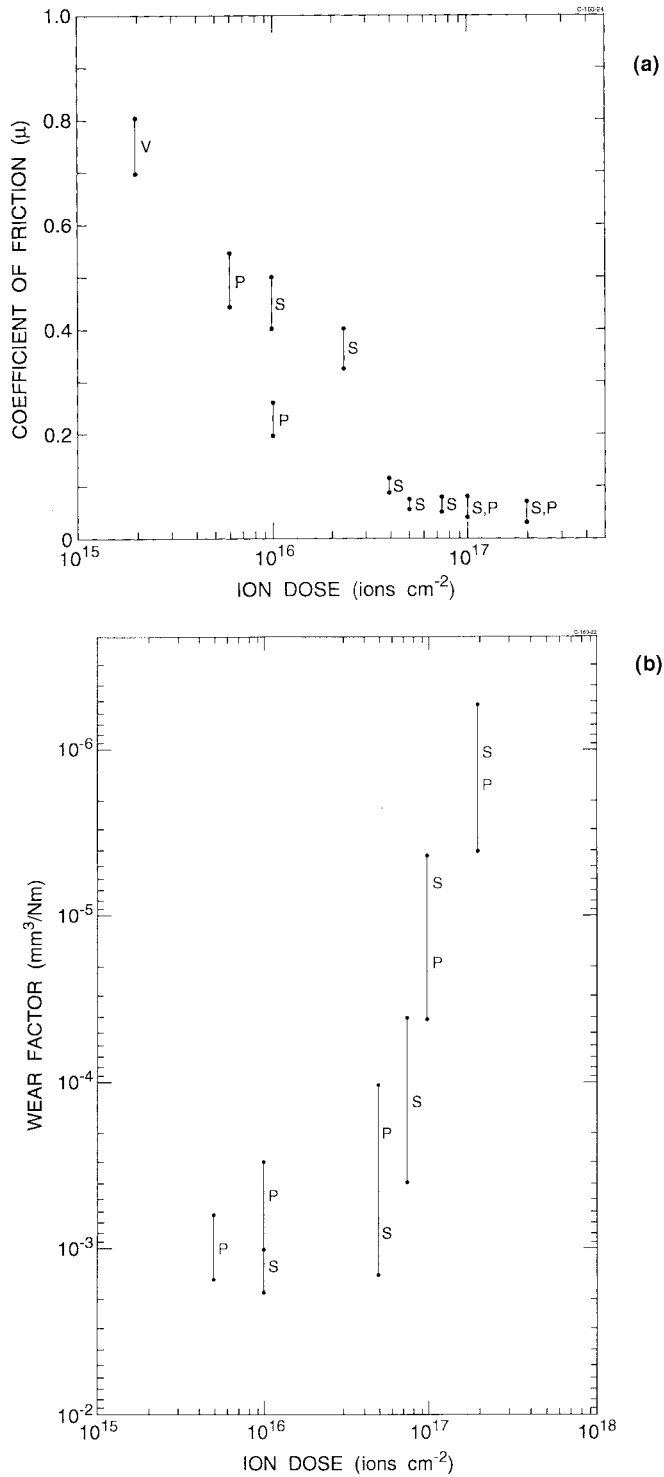 C-160-24
(a)
1.0
0.8
0.6
0.4
0.2
0
COEFFICIENT OF FRICTION (μ)
V
P
S
S
P
S
S
S
S,P
S,P
10¹⁵
10¹⁶
10¹⁷
ION DOSE (ions cm⁻²)
(b)
10⁻⁶
10⁻⁵
10⁻⁴
10⁻³
10⁻²
WEAR FACTOR (mm³/Nm)
S
P
S
P
S
P
S
P
P
S
10¹⁵
10¹⁶
10¹⁷
10¹⁸
ION DOSE (ions cm⁻²)